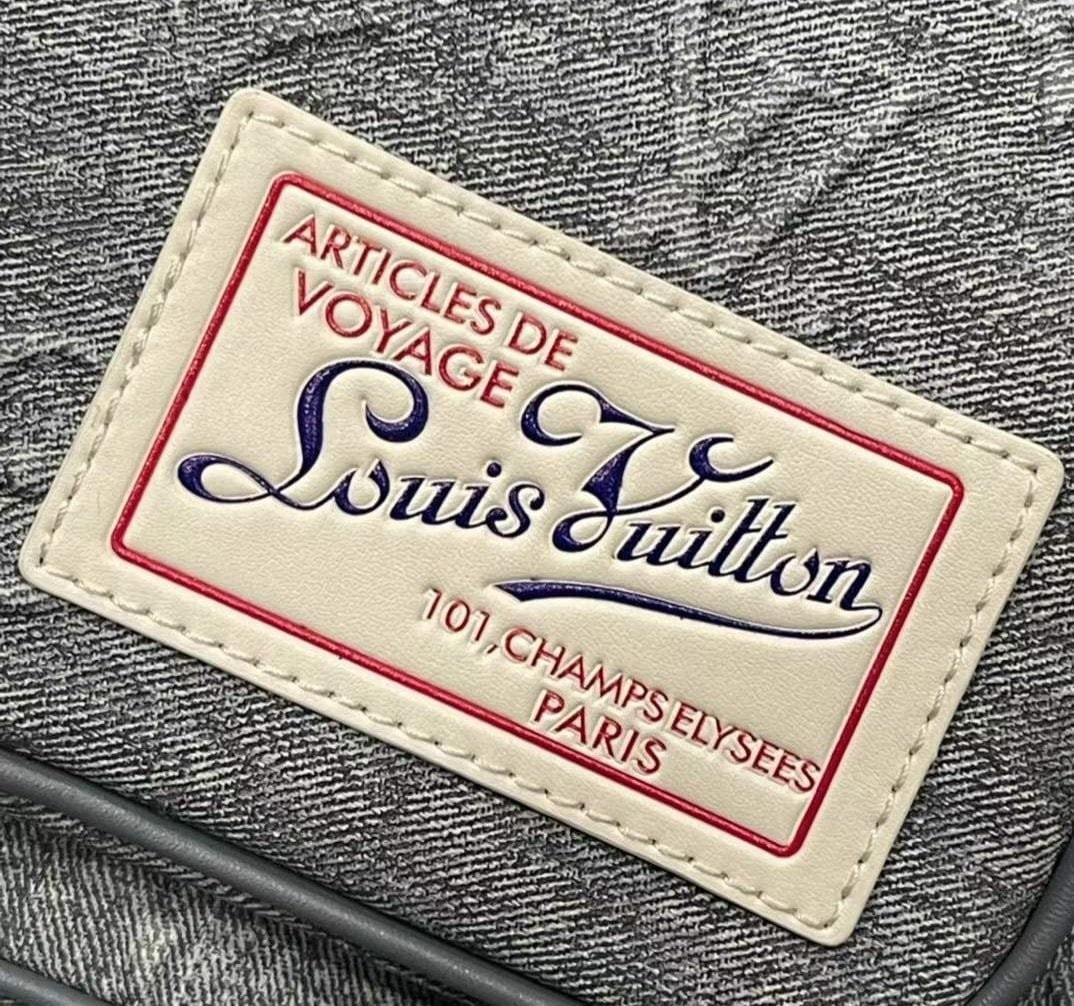 ARTICLES DE
VOYAGE
Louis Vuitton
101, CHAMPS ELYSEES
PARIS